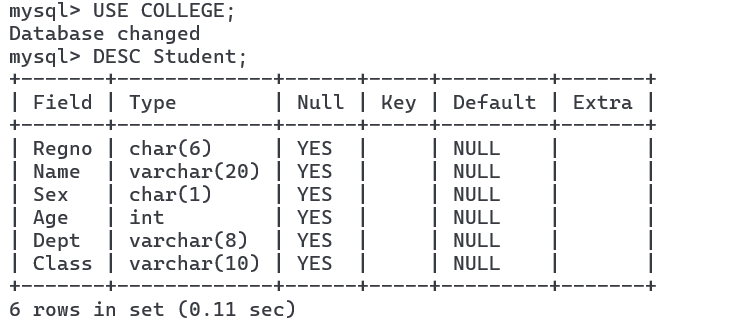 mysql> USE COLLEGE;
Database changed
mysql> DESC Student;
+-------+-------------+------+-----+---------+-------+
| Field | Type        | Null | Key | Default | Extra |
+-------+-------------+------+-----+---------+-------+
| Regno | char(6)     | YES  |     | NULL    |       |
| Name  | varchar(20) | YES  |     | NULL    |       |
| Sex   | char(1)     | YES  |     | NULL    |       |
| Age   | int         | YES  |     | NULL    |       |
| Dept  | varchar(8)  | YES  |     | NULL    |       |
| Class | varchar(10) | YES  |     | NULL    |       |
+-------+-------------+------+-----+---------+-------+
6 rows in set (0.11 sec)